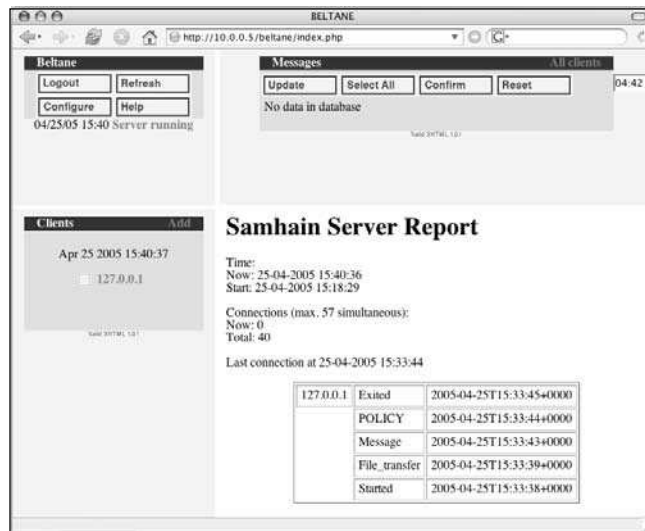 BELTANE
http://10.0.0.5/beltane/index.php
Beltane
Logout Refresh
Configure Help
04/25/05 15:40 Server running
Messages All clients
Update Select All Confirm Reset
04:42
No data in database
Valid XHTML 1.0!
Clients Add
Apr 25 2005 15:40:37
127.0.0.1
Valid XHTML 1.0!
Samhain Server Report
Time:
Now: 25-04-2005 15:40:36
Start: 25-04-2005 15:18:29
Connections (max. 57 simultaneous):
Now: 0
Total: 40
Last connection at 25-04-2005 15:33:44
127.0.0.1 Exited 2005-04-25T15:33:45+0000
POLICY 2005-04-25T15:33:44+0000
Message 2005-04-25T15:33:43+0000
File_transfer 2005-04-25T15:33:39+0000
Started 2005-04-25T15:33:38+0000